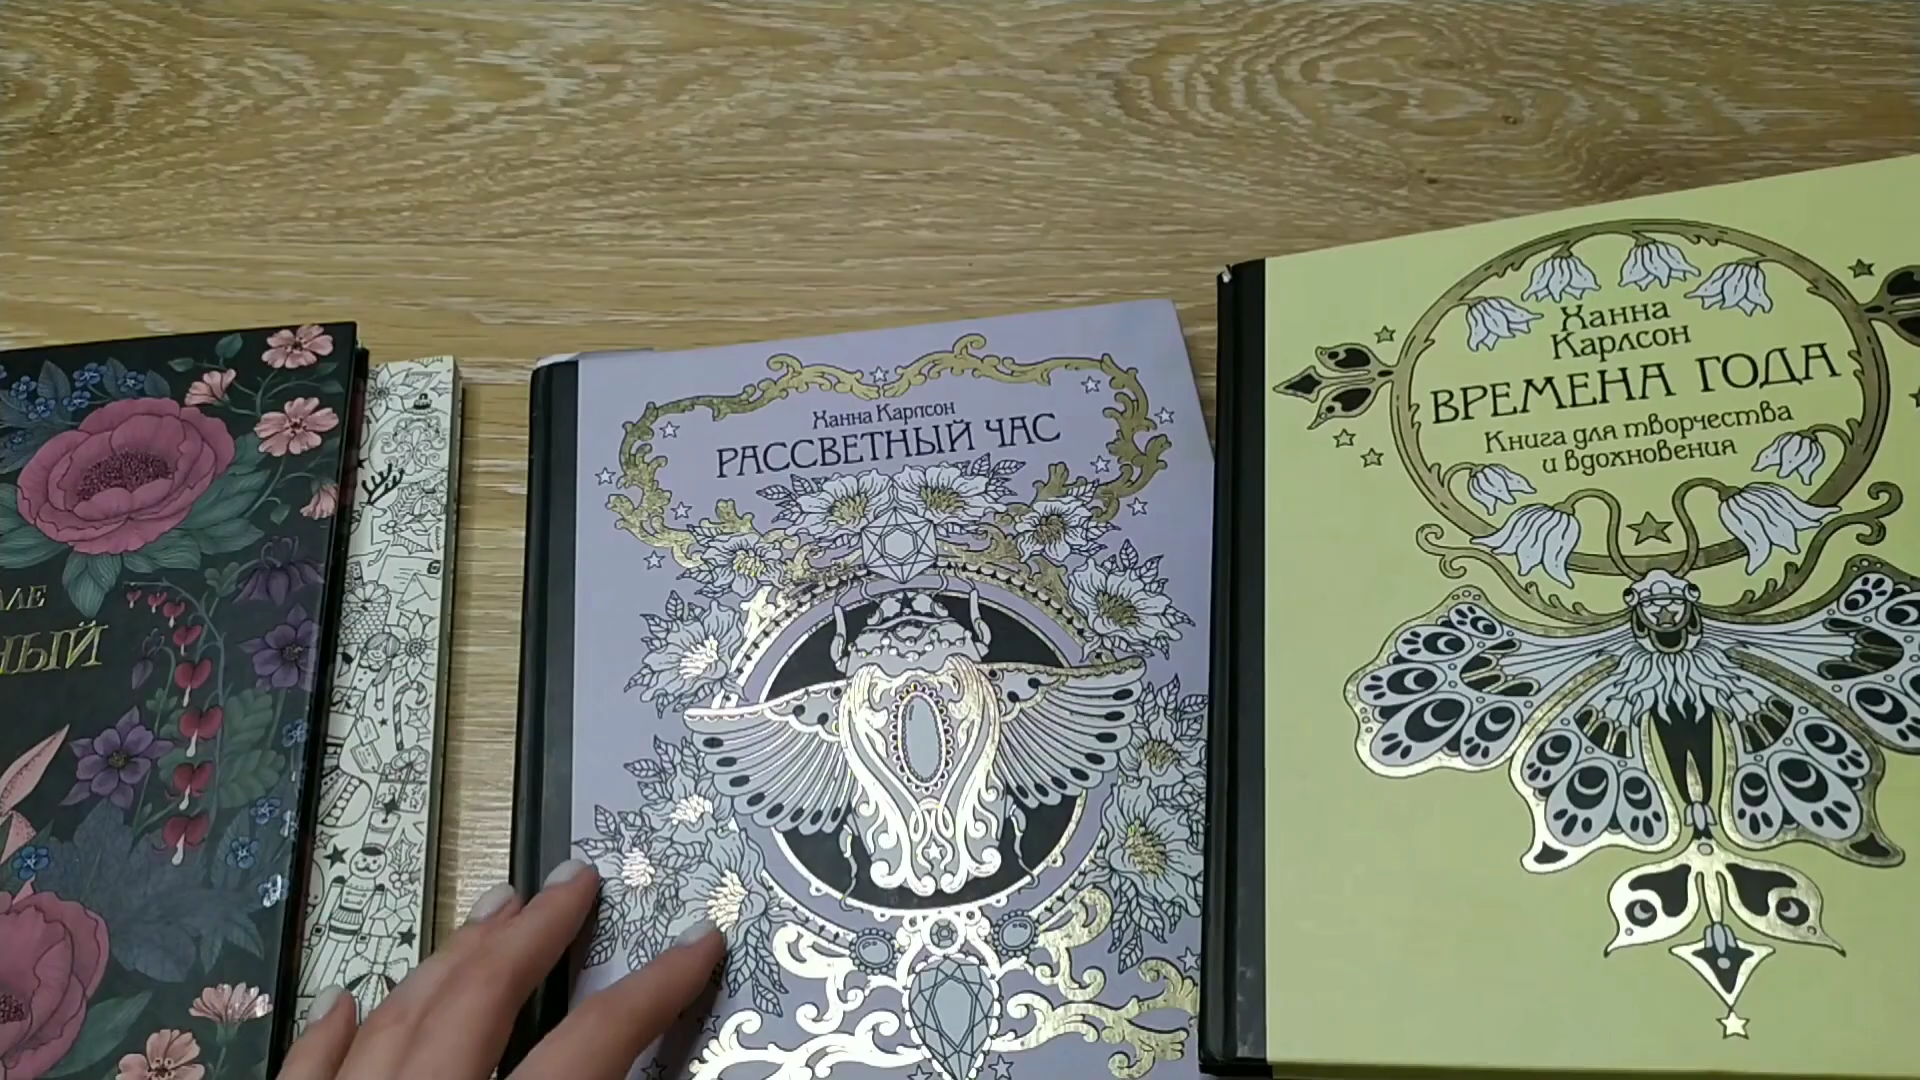 Ханна Карлсон
РАССВЕТНЫЙ ЧАС
Ханна
Карлсон
ВРЕМЕНА ГОДА
Книга для творчества
и вдохновения